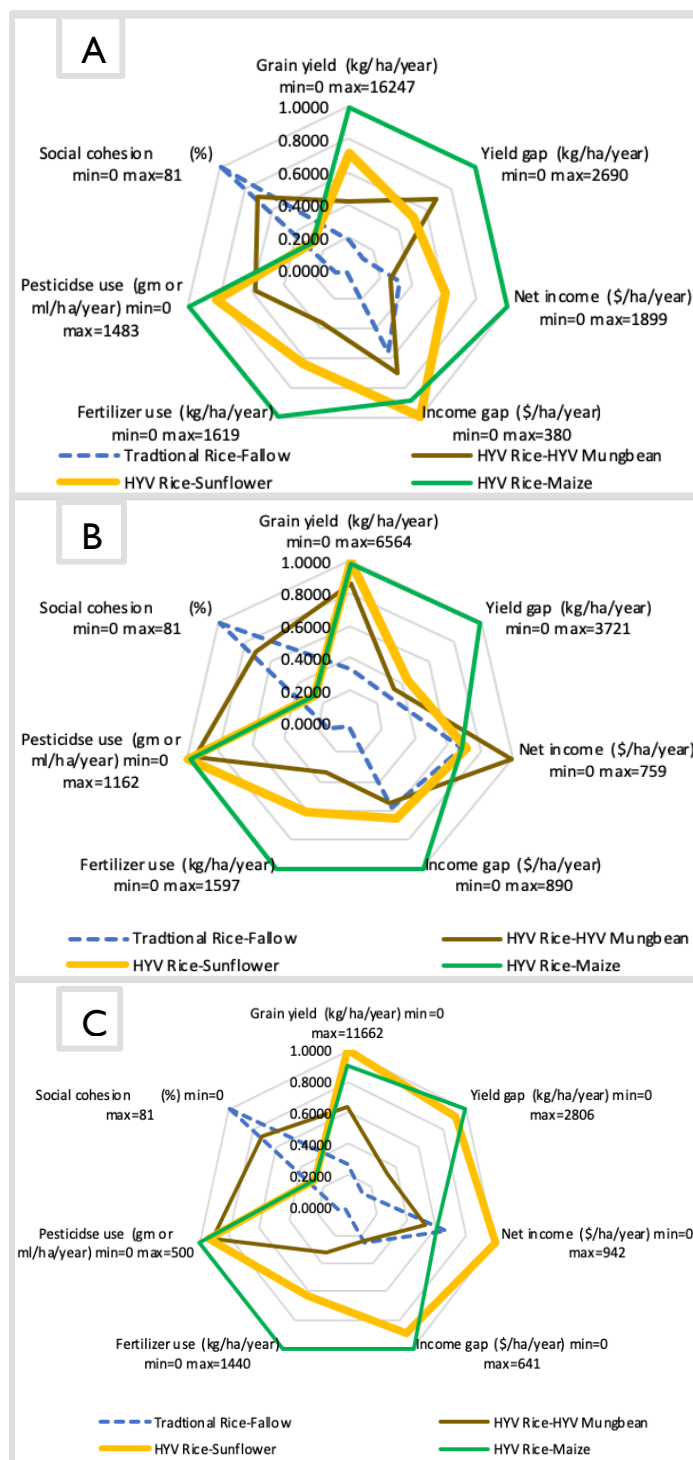 A
Grain yield (kg/ha/year)
min=0 max=16247
1.0000
0.8000
0.6000
0.4000
0.2000
0.0000
Social cohesion (%)
min=0 max=81
Yield gap (kg/ha/year)
min=0 max=2690
Pesticidse use (gm or
ml/ha/year) min=0
max=1483
Net income ($/ha/year)
min=0 max=1899
Fertilizer use (kg/ha/year)
min=0 max=1619
Income gap ($/ha/year)
min=0 max=380
Tradtional Rice-Fallow
HYV Rice-HYV Mungbean
HYV Rice-Sunflower
HYV Rice-Maize
B
Grain yield (kg/ha/year)
min=0 max=6564
1.0000
0.8000
0.6000
0.4000
0.2000
0.0000
Social cohesion (%)
min=0 max=81
Yield gap (kg/ha/year)
min=0 max=3721
Pesticidse use (gm or
ml/ha/year) min=0
max=1162
Net income ($/ha/year)
min=0 max=759
Fertilizer use (kg/ha/year)
min=0 max=1597
Income gap ($/ha/year)
min=0 max=890
Tradtional Rice-Fallow
HYV Rice-HYV Mungbean
HYV Rice-Sunflower
HYV Rice-Maize
C
Grain yield (kg/ha/year) min=0
max=11662
1.0000
0.8000
0.6000
0.4000
0.2000
0.0000
Social cohesion (%) min=0
max=81
Yield gap (kg/ha/year) min=0
max=2806
Pesticidse use (gm or
ml/ha/year) min=0 max=500
Net income ($/ha/year) min=0
max=942
Fertilizer use (kg/ha/year)
min=0 max=1440
Income gap ($/ha/year) min=0
max=641
Tradtional Rice-Fallow
HYV Rice-HYV Mungbean
HYV Rice-Sunflower
HYV Rice-Maize